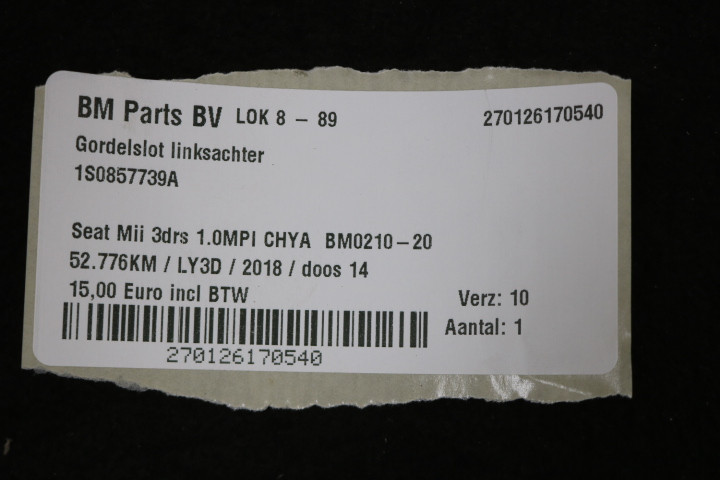 BM Parts BV LOK 8 - 89 270126170540
Gordelslot linksachter
1S0857739A
Seat Mii 3drs 1.0MPI CHYA BM0210-20
52.776KM / LY3D / 2018 / doos 14
15,00 Euro incl BTW Verz: 10
Aantal: 1
270126170540